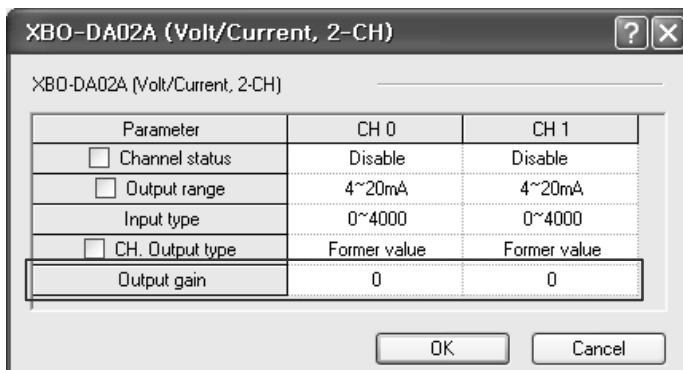 XBO-DA02A (Volt/Current, 2-CH)
XBO-DA02A (Volt/Current, 2-CH)
Parameter CH 0 CH 1
Channel status Disable Disable
Output range 4~20mA 4~20mA
Input type 0~4000 0~4000
CH. Output type Former value Former value
Output gain 0 0
OK Cancel